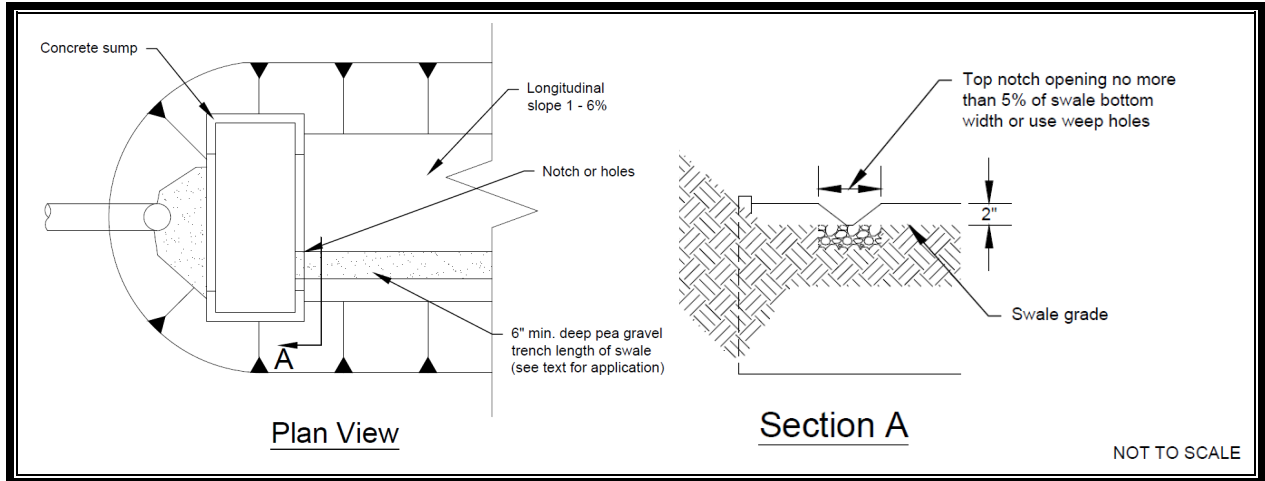 Concrete sump
Longitudinal
slope 1 - 6%
Notch or holes
6" min. deep pea gravel
trench length of swale
(see text for application)
A
Plan View
Top notch opening no more
than 5% of swale bottom
width or use weep holes
2"
Swale grade
Section A
NOT TO SCALE